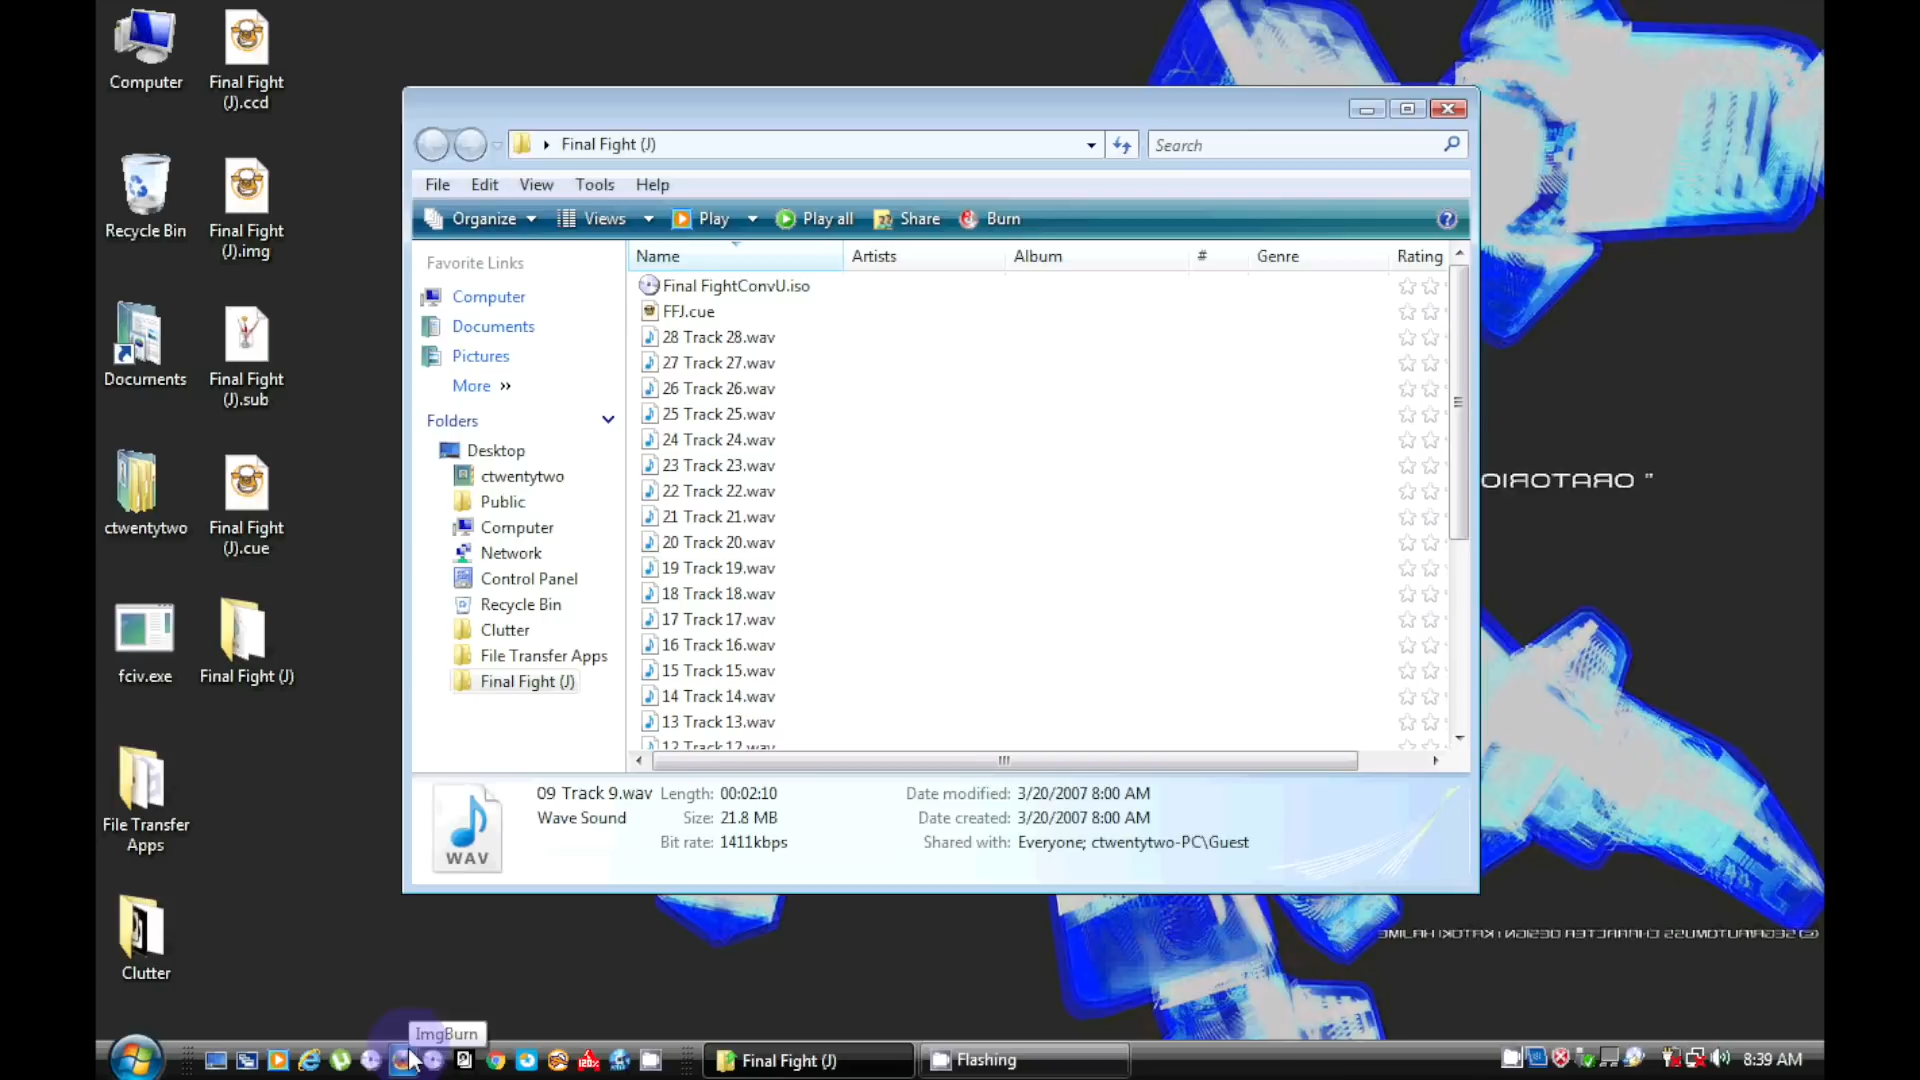 Computer
Final Fight
(J).ccd
Recycle Bin
Final Fight
(J).img
Documents
Final Fight
(J).sub
ctwentytwo
Final Fight
(J).cue
fciv.exe
Final Fight (J)
File Transfer
Apps
Clutter
Final Fight (J)
Search
File Edit View Tools Help
Organize Views Play Play all Share Burn
Favorite Links
Computer
Documents
Pictures
More »
Folders
Desktop
ctwentytwo
Public
Computer
Network
Control Panel
Recycle Bin
Clutter
File Transfer Apps
Final Fight (J)
Name Artists Album # Genre Rating
Final FightConvU.iso
FFJ.cue
28 Track 28.wav
27 Track 27.wav
26 Track 26.wav
25 Track 25.wav
24 Track 24.wav
23 Track 23.wav
22 Track 22.wav
21 Track 21.wav
20 Track 20.wav
19 Track 19.wav
18 Track 18.wav
17 Track 17.wav
16 Track 16.wav
15 Track 15.wav
14 Track 14.wav
13 Track 13.wav
12 Track 12.wav
WAV
09 Track 9.wav Length: 00:02:10 Date modified: 3/20/2007 8:00 AM
Wave Sound Size: 21.8 MB Date created: 3/20/2007 8:00 AM
Bit rate: 1411kbps Shared with: Everyone; ctwentytwo-PC\Guest
ORATORIO "
ImgBurn
Final Fight (J)
Flashing
8:39 AM